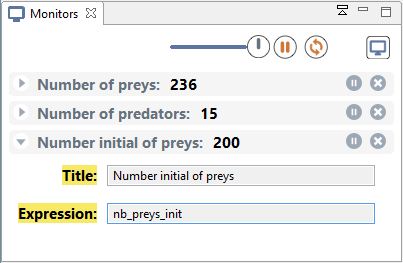 Monitors
Number of preys: 236
Number of predators: 15
Number initial of preys: 200
Title: Number initial of preys
Expression: nb_preys_init